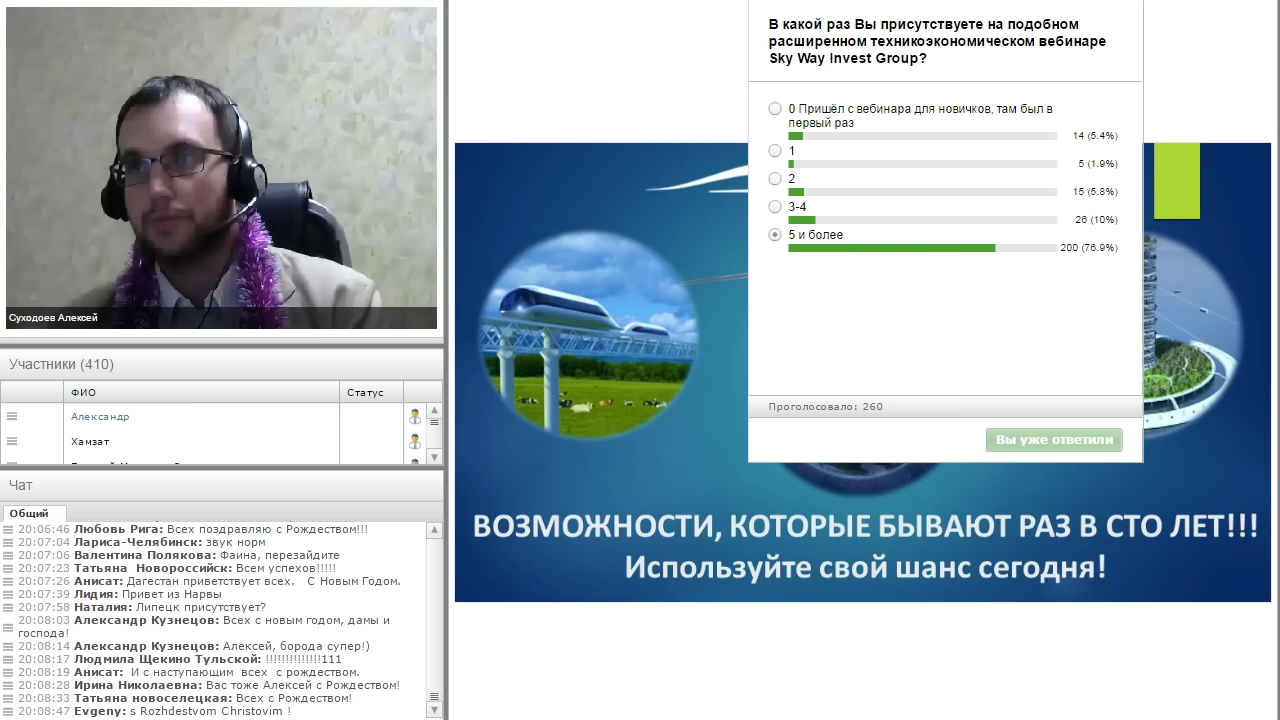 Суходоев Алексей
Участники (410)
ФИО
Статус
Александр
Хамзат
Чат
Общий
20:06:46 Любовь Рига: Всех поздравляю с Рождеством!!!
20:07:04 Лариса-Челябинск: звук норм
20:07:06 Валентина Полякова: Фаина, перезайдите
20:07:23 Татьяна Новороссийск: Всем успехов!!!!!
20:07:26 Анисат: Дагестан приветствует всех. С Новым Годом.
20:07:39 Лидия: Привет из Нарвы
20:07:58 Наталия: Липецк присутствует?
20:08:03 Александр Кузнецов: Всех с новым годом, дамы и
господа!
20:08:14 Александр Кузнецов: Алексей, борода супер!)
20:08:17 Людмила Щекино Тульской: !!!!!!!!!!!!!!111
20:08:19 Анисат: И с наступающим всех с рождеством.
20:08:28 Ирина Николаевна: Вас тоже Алексей с Рождеством!
20:08:33 Татьяна новоселецкая: Всех с Рождеством!
20:08:47 Evgeny: s Rozhdestvom Christovim !
В какой раз Вы присутствуете на подобном
расширенном техникоэкономическом вебинаре
Sky Way Invest Group?
0 Пришёл с вебинара для новичков, там был в
первый раз
14 (5.4%)
1
5 (1.9%)
2
15 (5.8%)
3-4
26 (10%)
5 и более
200 (76.9%)
Проголосовало: 260
Вы уже ответили
ВОЗМОЖНОСТИ, КОТОРЫЕ БЫВАЮТ РАЗ В СТО ЛЕТ!!!
Используйте свой шанс сегодня!